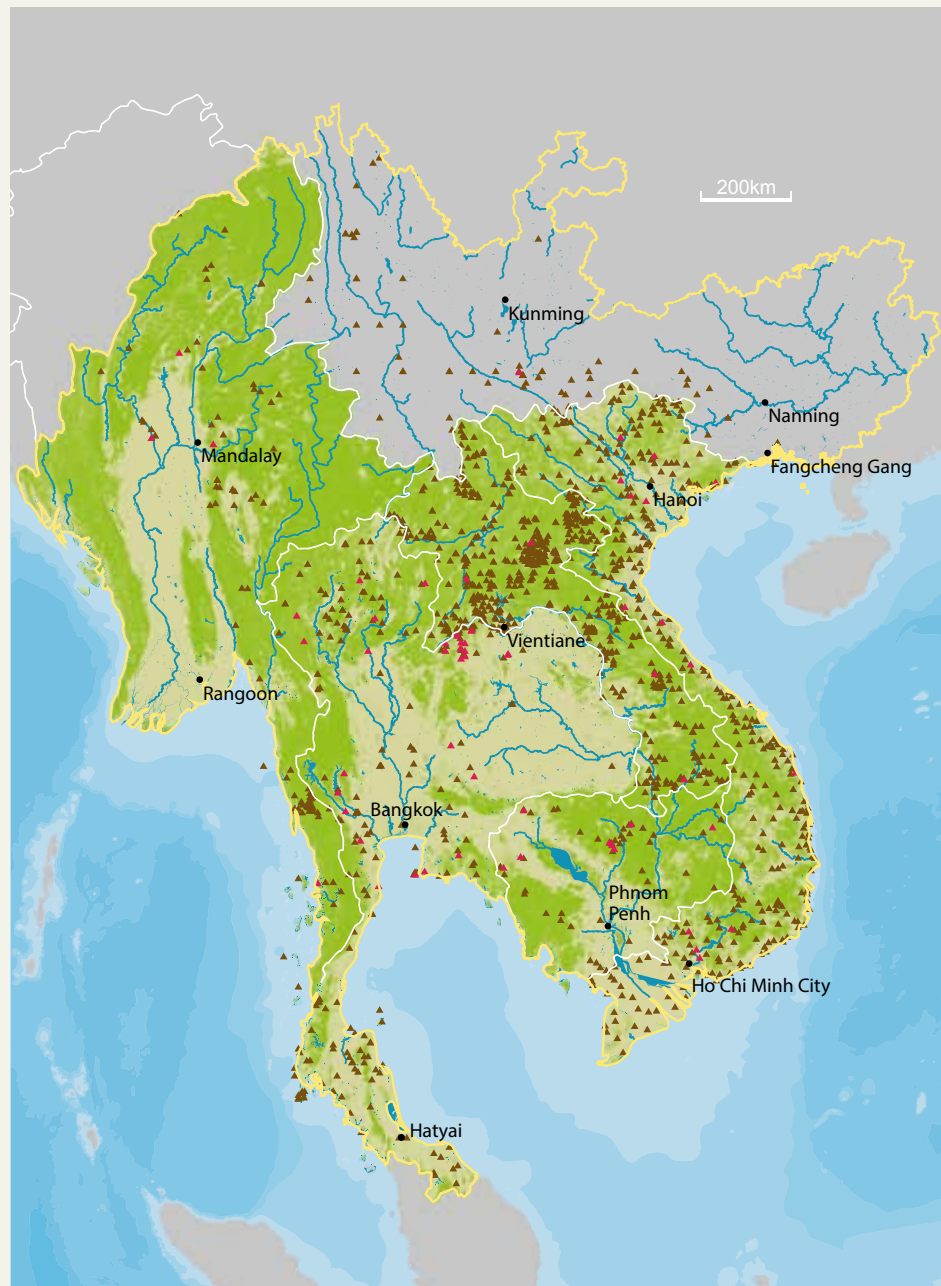 200km
Kunming
Nanning
Mandalay
Fangcheng Gang
Hanoi
Vientiane
Rangoon
Bangkok
Phnom
Penh
Ho Chi Minh City
Hatyai